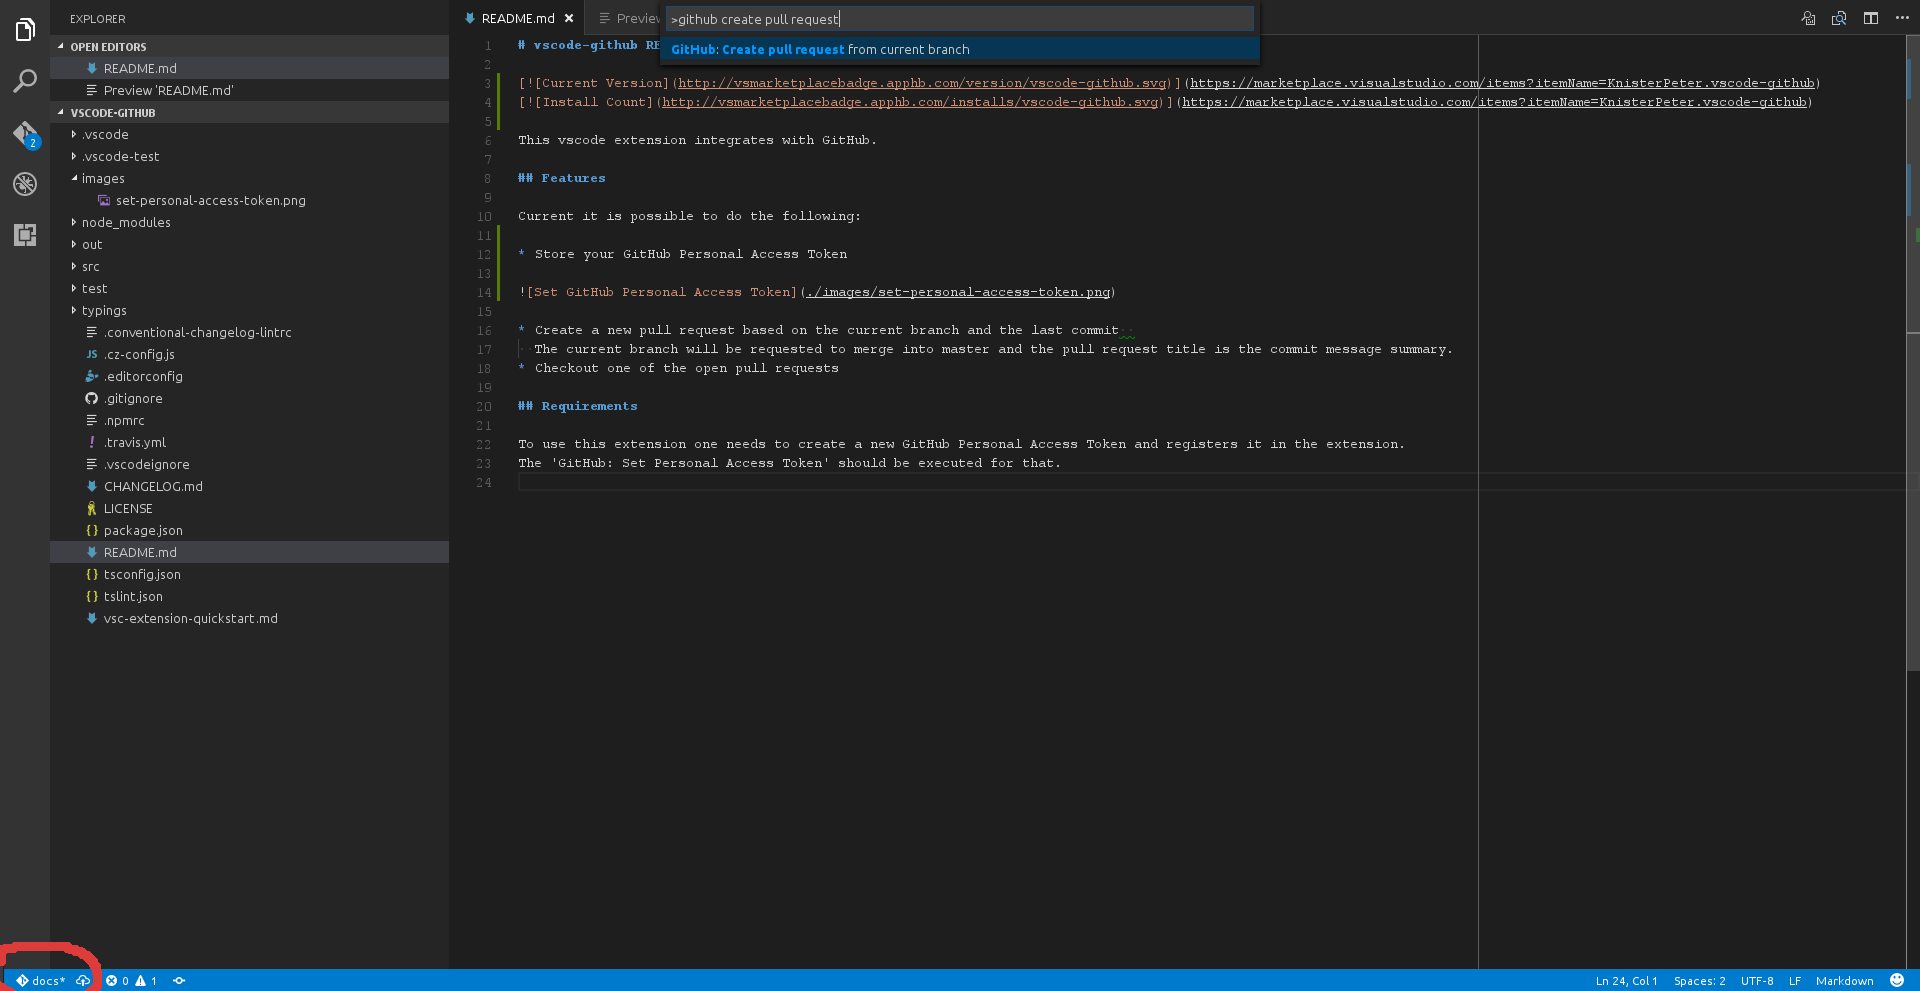 EXPLORER
OPEN EDITORS
README.md
Preview 'README.md'
VSCODE-GITHUB
.vscode
.vscode-test
images
set-personal-access-token.png
node_modules
out
src
test
typings
.conventional-changelog-lintrc
JS .cz-config.js
.editorconfig
.gitignore
.npmrc
! .travis.yml
.vscodeignore
CHANGELOG.md
LICENSE
{} package.json
README.md
{} tsconfig.json
{} tslint.json
vsc-extension-quickstart.md
2
README.md
Preview
>github create pull request
GitHub: Create pull request from current branch
1 # vscode-github RE
2
3 [![Current Version](http://vsmarketplacebadge.apphb.com/version/vscode-github.svg)](https://marketplace.visualstudio.com/items?itemName=KnisterPeter.vscode-github)
4 [![Install Count](http://vsmarketplacebadge.apphb.com/installs/vscode-github.svg)](https://marketplace.visualstudio.com/items?itemName=KnisterPeter.vscode-github)
5
6 This vscode extension integrates with GitHub.
7
8 ## Features
9
10 Current it is possible to do the following:
11
12 * Store your GitHub Personal Access Token
13
14 ![Set GitHub Personal Access Token](./images/set-personal-access-token.png)
15
16 * Create a new pull request based on the current branch and the last commit
17 The current branch will be requested to merge into master and the pull request title is the commit message summary.
18 * Checkout one of the open pull requests
19
20 ## Requirements
21
22 To use this extension one needs to create a new GitHub Personal Access Token and registers it in the extension.
23 The 'GitHub: Set Personal Access Token' should be executed for that.
24
docs* 0 1
Ln 24, Col 1 Spaces: 2 UTF-8 LF Markdown